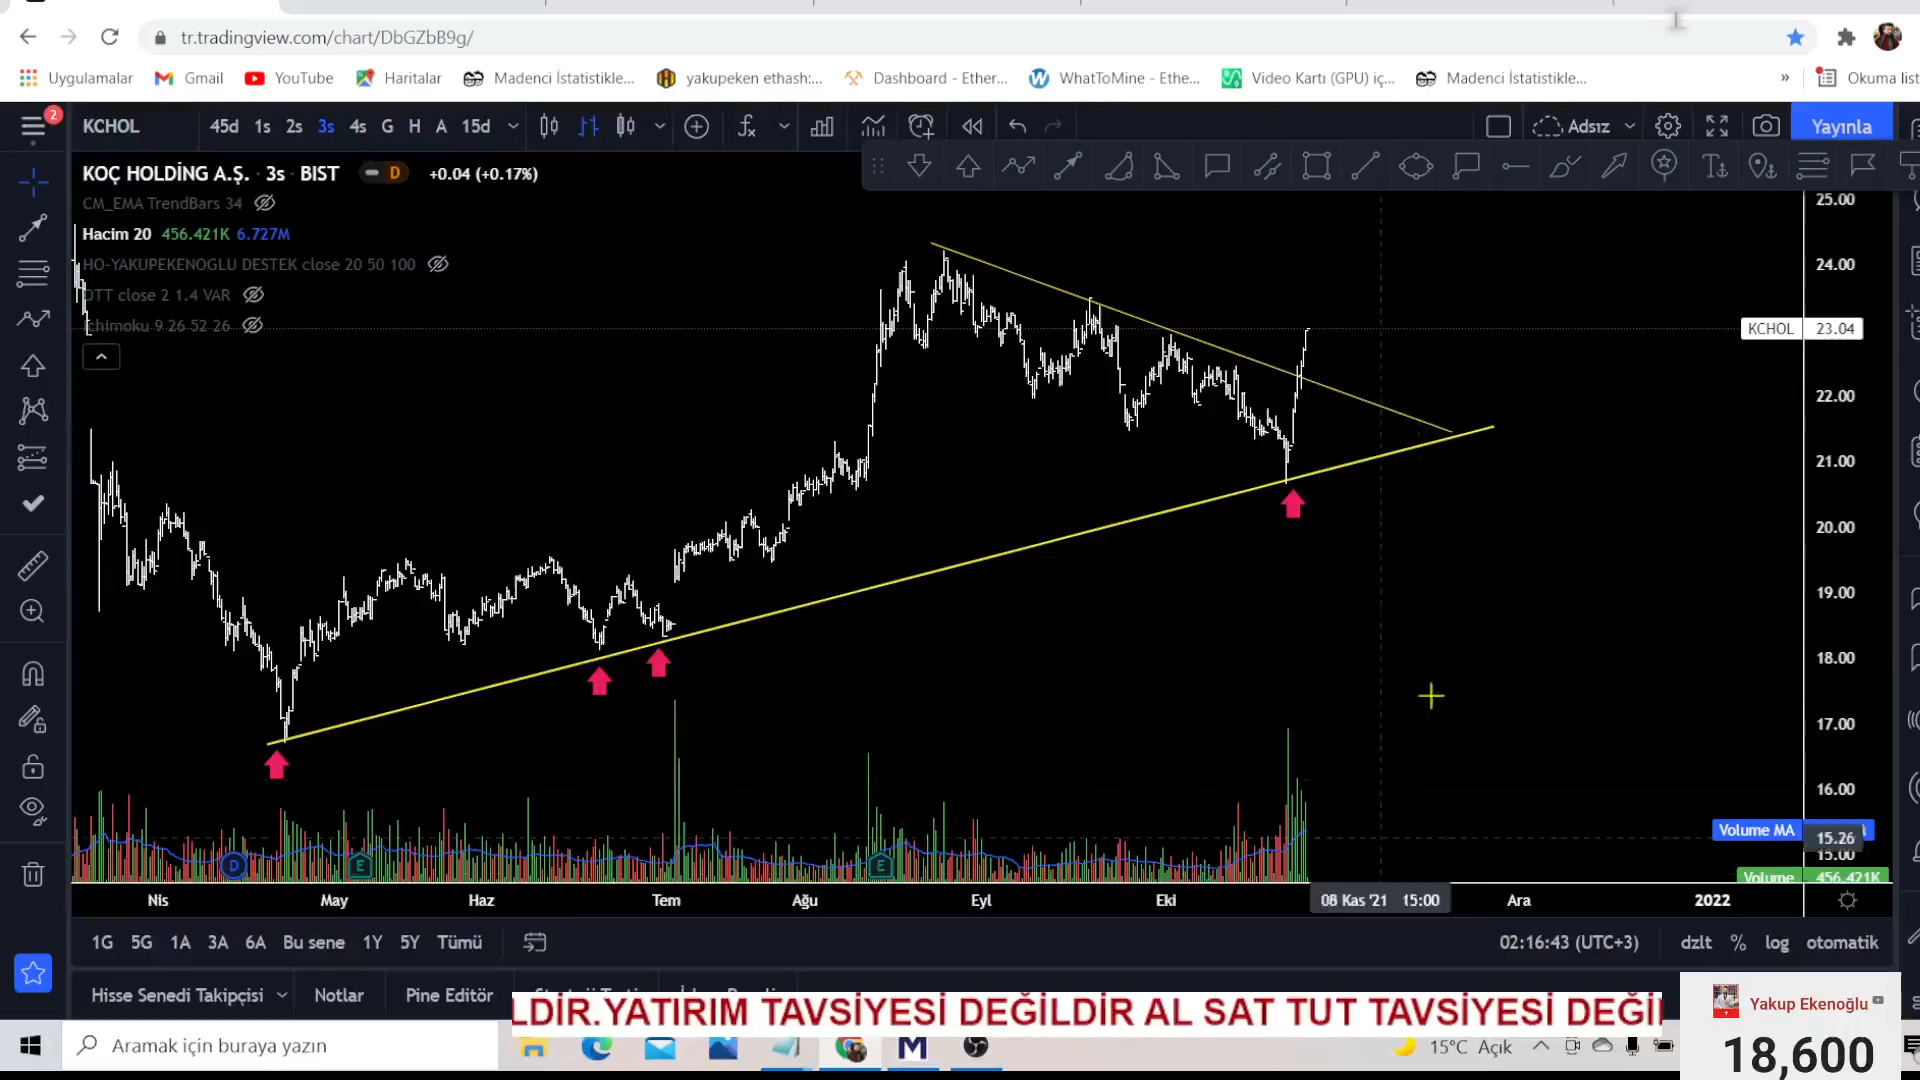 tr.tradingview.com/chart/DbGZbB9g/
Uygulamalar Gmail YouTube Haritalar Madenci İstatistikle... yakupeken ethash:... Dashboard - Ether... WhatToMine - Ethe... Video Kartı (GPU) iç... Madenci İstatistikle... » Okuma list
2
KCHOL 45d 1s 2s 3s 4s G H A 15d Adsız Yayınla
KOÇ HOLDİNG A.Ş. · 3s · BIST D +0.04 (+0.17%)
CM_EMA TrendBars 34
Hacim 20 456.421K 6.727M
HO-YAKUPEKENOGLU DESTEK close 20 50 100
OTT close 2 1.4 VAR
Ichimoku 9 26 52 26
25.00
24.00
KCHOL 23.04
22.00
21.00
20.00
19.00
18.00
17.00
16.00
Volume MA 15.26
15.00
Volume 456.421K
D E E
Nis May Haz Tem Ağu Eyl Eki 08 Kas '21 15:00 Ara 2022
1G 5G 1A 3A 6A Bu sene 1Y 5Y Tümü 02:16:43 (UTC+3) dzlt % log otomatik
Hisse Senedi Takipçisi Notlar Pine Editör
LDİR.YATIRIM TAVSİYESİ DEĞİLDİR AL SAT TUT TAVSİYESİ DEĞİ
Yakup Ekenoğlu
18,600
Aramak için buraya yazın 15°C Açık